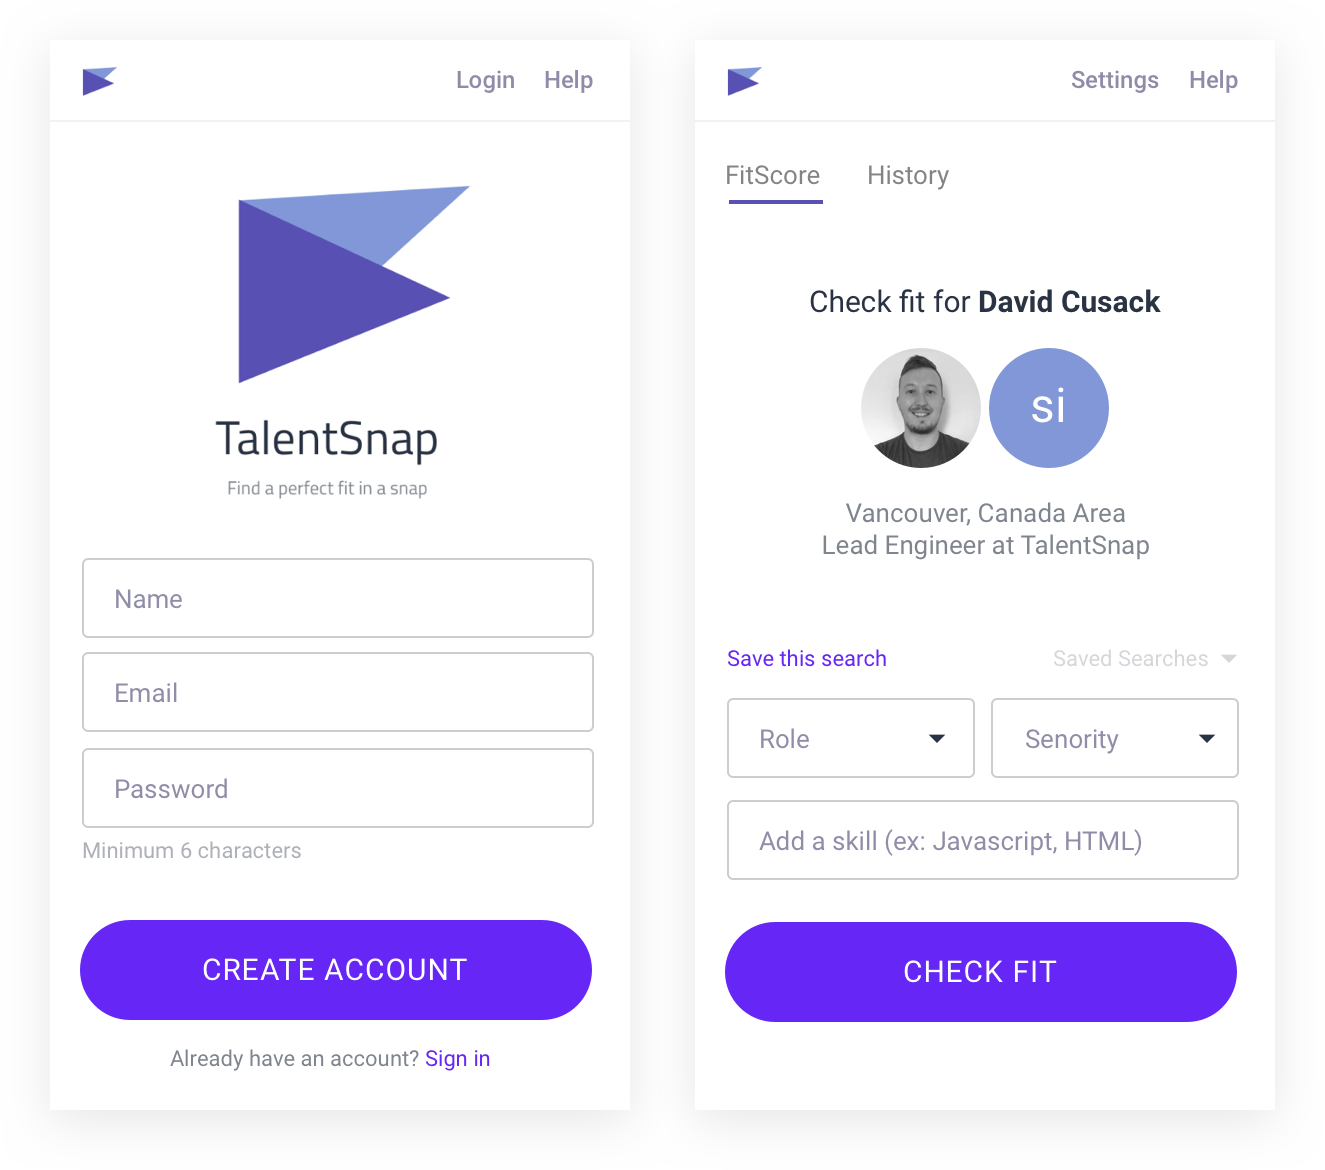 Login Help
TalentSnap
Find a perfect fit in a snap
Name
Email
Password
Minimum 6 characters
CREATE ACCOUNT
Already have an account? Sign in
Settings Help
FitScore History
Check fit for David Cusack
si
Vancouver, Canada Area
Lead Engineer at TalentSnap
Save this search Saved Searches
Role Senority
Add a skill (ex: Javascript, HTML)
CHECK FIT